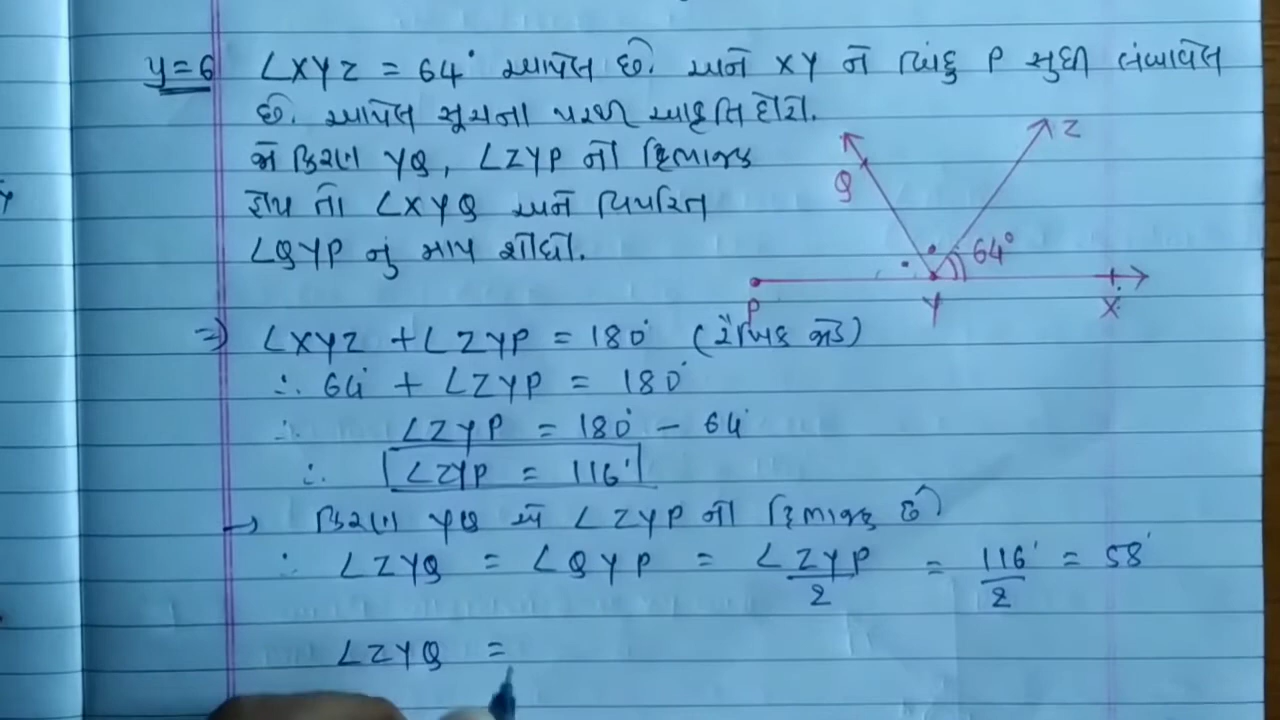 પ્ર=6 ∠XYZ = 64° આપેલ છે. અને XY ને બિંદુ P સુધી લંબાવેલ
છે. આપેલ સૂચના પરથી આકૃતિ દોરો.
જો કિરણ YQ, ∠ZYP નો દ્વિભાજક
હોય તો ∠XYQ અને વિપરિત
∠QYP નું માપ શોધો.
Z
Q
64°
P Y X
⇒ ∠XYZ + ∠ZYP = 180° (રૈખિક જોડ)
∴ 64° + ∠ZYP = 180°
∴ ∠ZYP = 180° - 64°
∴ ∠ZYP = 116°
→ કિરણ YQ એ ∠ZYP નો દ્વિભાજક છે
∴ ∠ZYQ = ∠QYP = ∠ZYP/2 = 116°/2 = 58°
∠ZYQ =